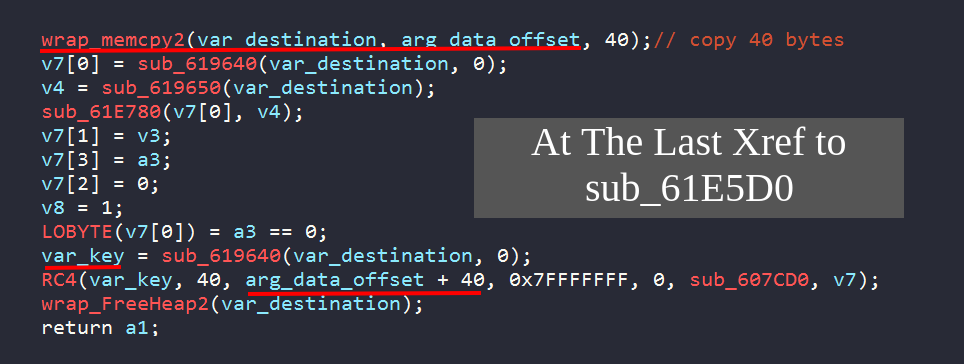 wrap_memcpy2(var_destination, arg_data_offset, 40);// copy 40 bytes
v7[0] = sub_619640(var_destination, 0);
v4 = sub_619650(var_destination);
sub_61E780(v7[0], v4);
v7[1] = v3;
v7[3] = a3;
v7[2] = 0;
v8 = 1;
LOBYTE(v7[0]) = a3 == 0;
var_key = sub_619640(var_destination, 0);
RC4(var_key, 40, arg_data_offset + 40, 0x7FFFFFFF, 0, sub_607CD0, v7);
wrap_FreeHeap2(var_destination);
return a1;
At The Last Xref to
sub_61E5D0